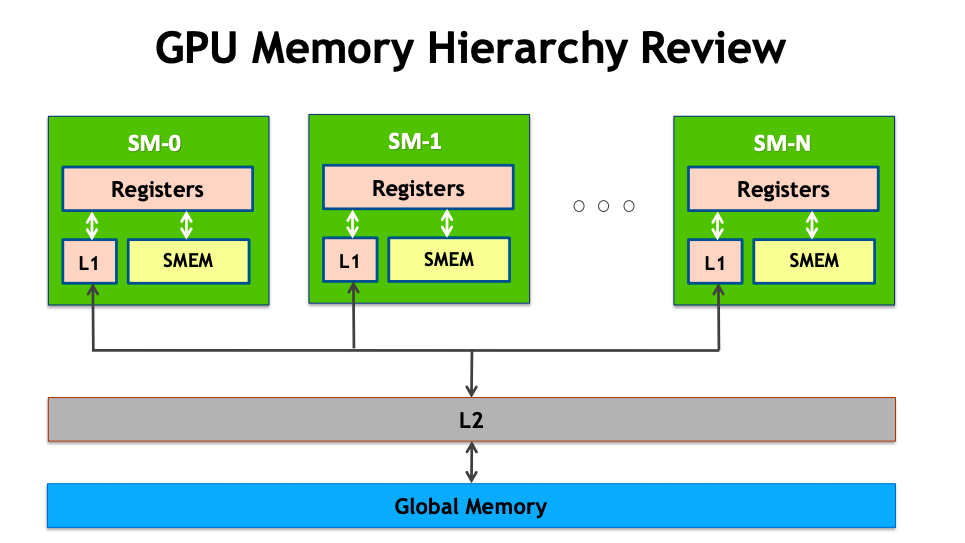 GPU Memory Hierarchy Review
SM-0
Registers
L1
SMEM
SM-1
Registers
L1
SMEM
SM-N
Registers
L1
SMEM
L2
Global Memory